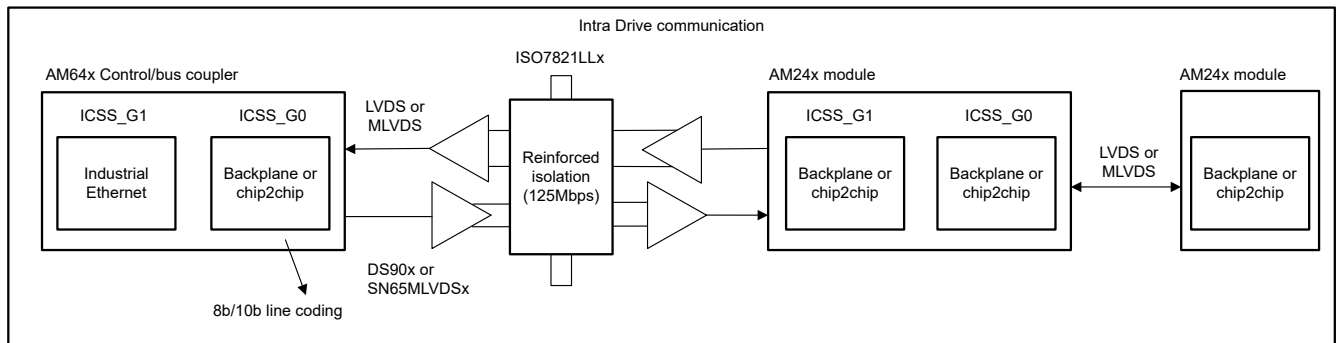 Intra Drive communication
ISO7821LLx
AM64x Control/bus coupler
AM24x module
AM24x module
ICSS_G1
ICSS_G0
LVDS or
MLVDS
ICSS_G1
ICSS_G0
Industrial
Ethernet
Backplane or
chip2chip
Reinforced
isolation
(125Mbps)
Backplane or
chip2chip
Backplane or
chip2chip
LVDS or
MLVDS
Backplane or
chip2chip
DS90x or
SN65MLVDSx
8b/10b line coding